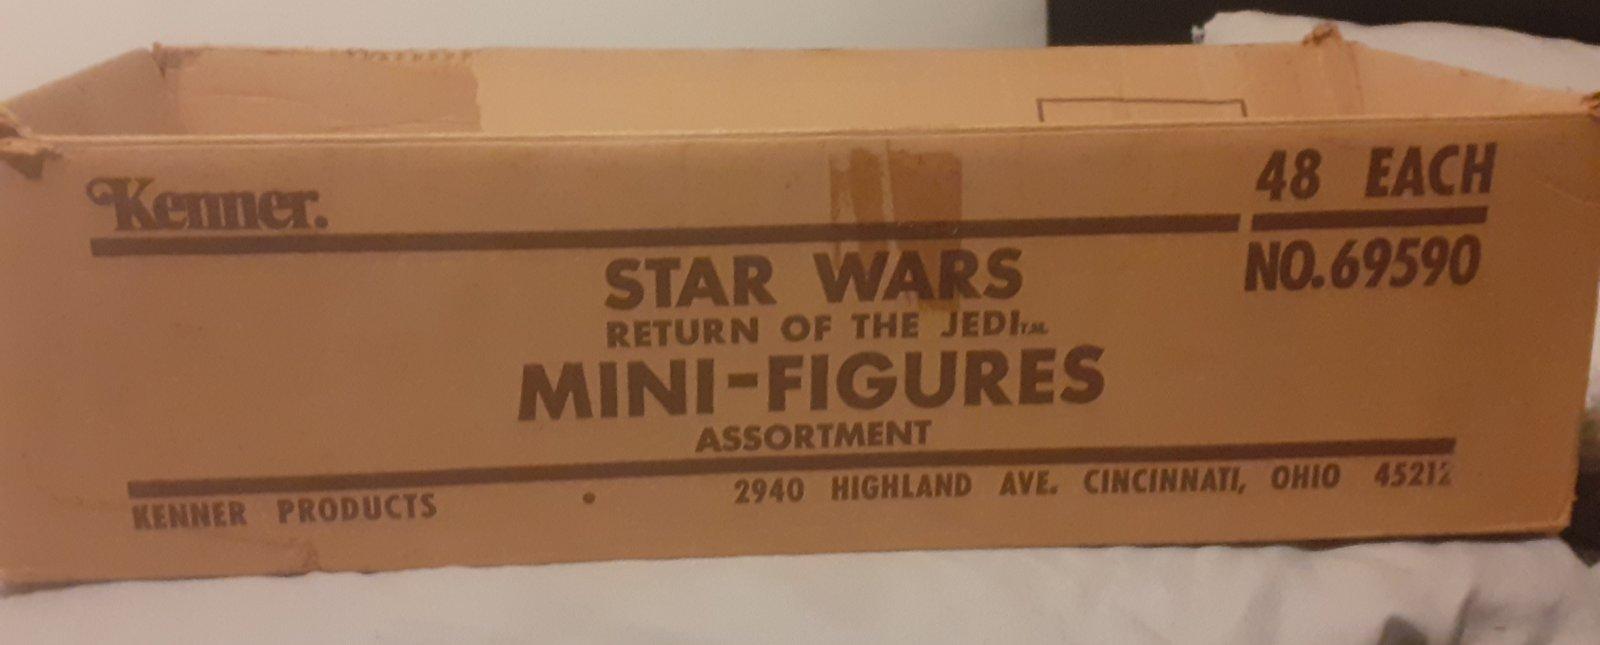 Kenner.
48 EACH
NO.69590
STAR WARS
RETURN OF THE JEDI T.M.
MINI-FIGURES
ASSORTMENT
KENNER PRODUCTS • 2940 HIGHLAND AVE. CINCINNATI, OHIO 45212